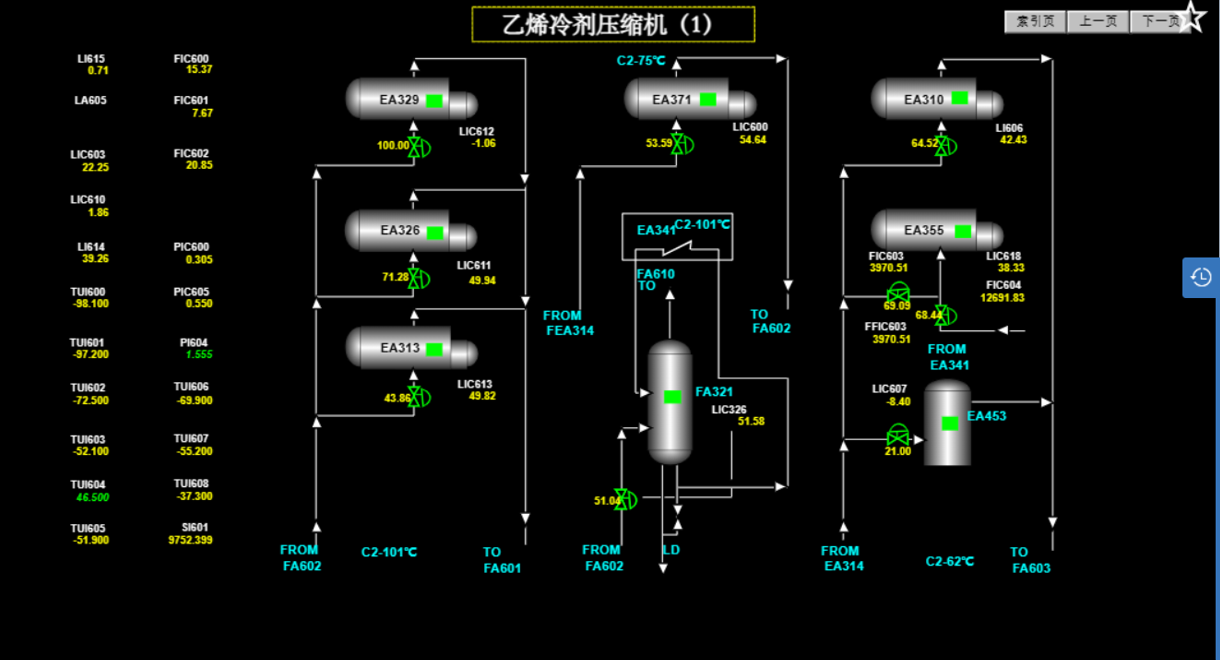 乙烯冷剂压缩机（1）
索引页 上一页 下一页
LI615
0.71
FIC600
15.37
LA605
FIC601
7.67
LIC603
22.25
FIC602
20.85
LIC610
1.86
LI614
39.26
PIC600
0.305
TUI600
-98.100
PIC605
0.550
TUI601
-97.200
PI604
1.555
TUI602
-72.500
TUI606
-69.900
TUI603
-52.100
TUI607
-55.200
TUI604
46.500
TUI608
-37.300
TUI605
-51.900
SI601
9752.399
EA329
LIC612
-1.06
100.00
EA326
LIC611
49.94
71.28
EA313
LIC613
49.82
43.86
FROM
FA602
C2-101℃
TO
FA601
C2-75℃
EA371
LIC600
54.64
53.59
EA341
C2-101℃
FA610
TO
FROM
FEA314
TO
FA602
FA321
LIC326
51.58
51.04
FROM
FA602
LD
EA310
LI606
42.43
64.52
EA355
FIC603
3970.51
LIC618
38.33
FIC604
12691.83
69.09
68.44
FFIC603
3970.51
FROM
EA341
LIC607
-8.40
EA453
21.00
FROM
EA314
C2-62℃
TO
FA603